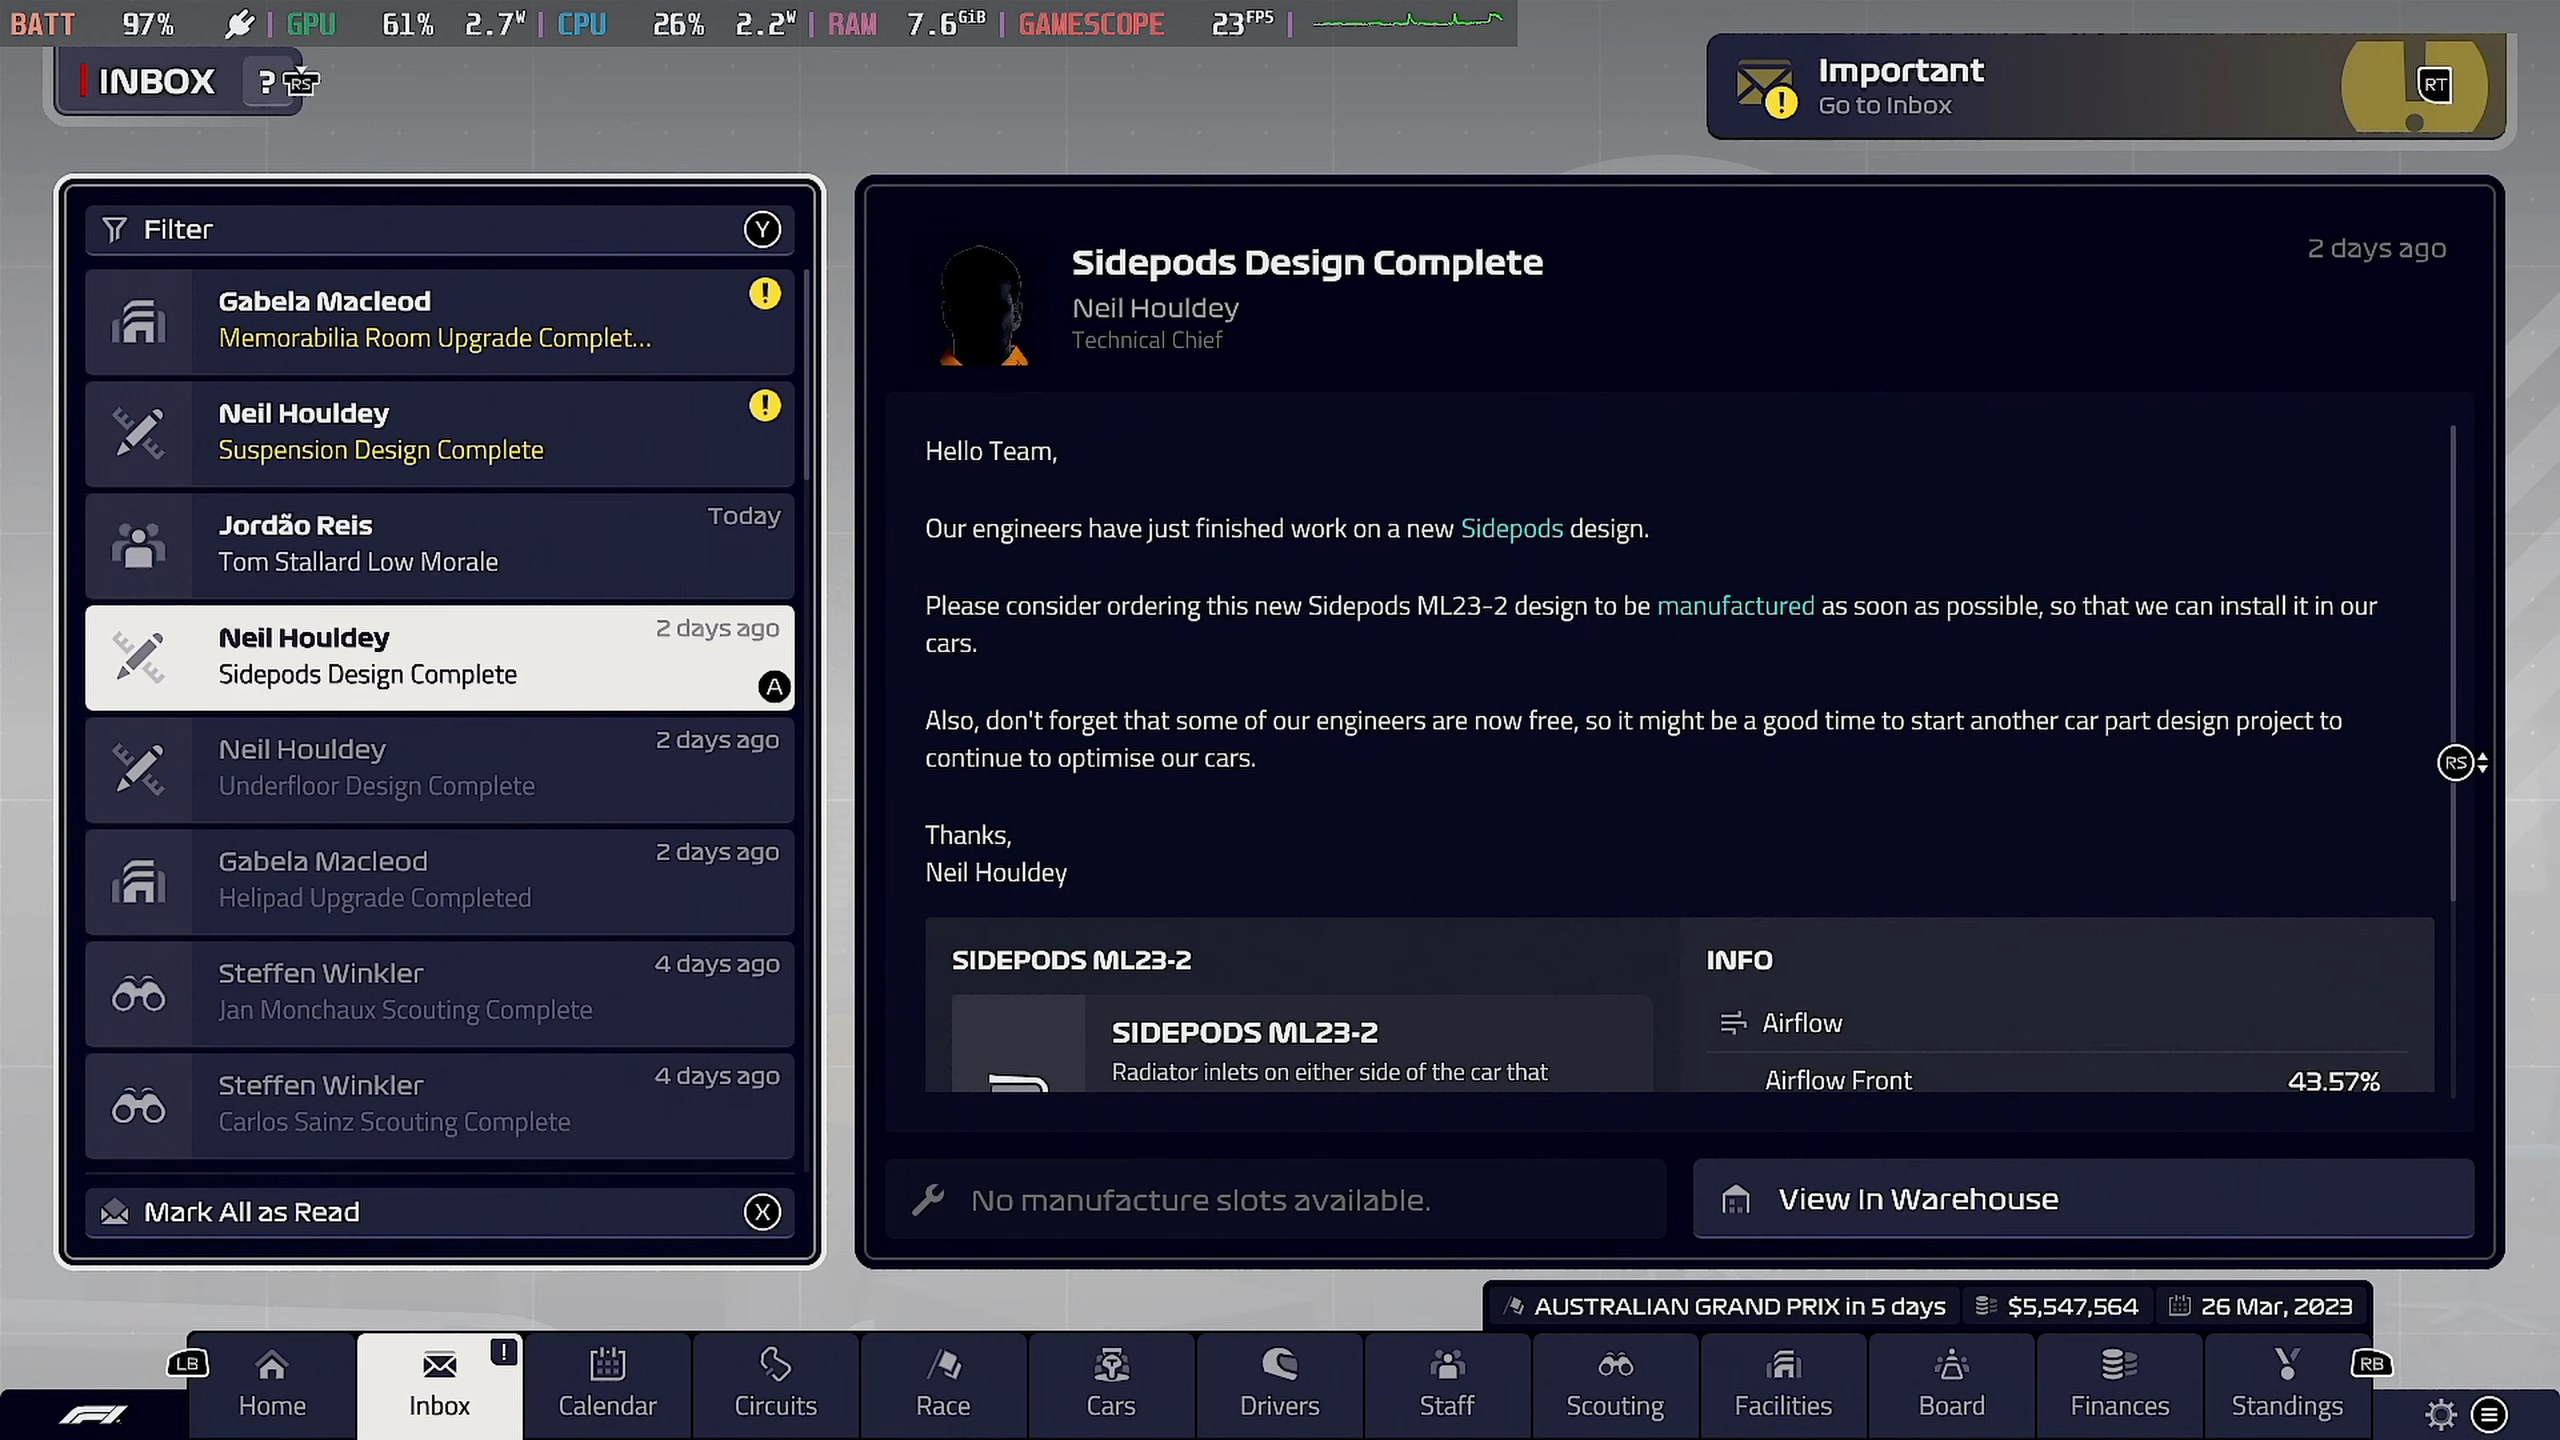 BATT 97% GPU 61% 2.7W CPU 26% 2.2W RAM 7.6GiB GAMESCOPE 23FPS
INBOX ? RS
Important
Go to Inbox
RT
Filter Y
Gabela Macleod !
Memorabilia Room Upgrade Complet...
Neil Houldey !
Suspension Design Complete
Jordão Reis Today
Tom Stallard Low Morale
Neil Houldey 2 days ago
Sidepods Design Complete A
Neil Houldey 2 days ago
Underfloor Design Complete
Gabela Macleod 2 days ago
Helipad Upgrade Completed
Steffen Winkler 4 days ago
Jan Monchaux Scouting Complete
Steffen Winkler 4 days ago
Carlos Sainz Scouting Complete
Mark All as Read X
Sidepods Design Complete 2 days ago
Neil Houldey
Technical Chief
Hello Team,
Our engineers have just finished work on a new Sidepods design.
Please consider ordering this new Sidepods ML23-2 design to be manufactured as soon as possible, so that we can install it in our
cars.
Also, don't forget that some of our engineers are now free, so it might be a good time to start another car part design project to
continue to optimise our cars.
RS
Thanks,
Neil Houldey
SIDEPODS ML23-2
SIDEPODS ML23-2
Radiator inlets on either side of the car that
INFO
Airflow
Airflow Front 43.57%
No manufacture slots available.
View In Warehouse
AUSTRALIAN GRAND PRIX in 5 days $5,547,564 26 Mar, 2023
LB Home Inbox ! Calendar Circuits Race Cars Drivers Staff Scouting Facilities Board Finances Standings RB